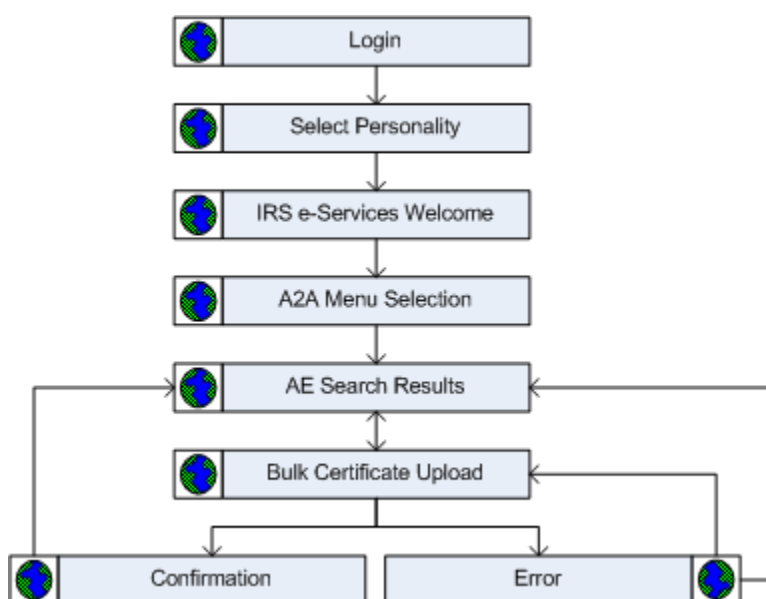 Login
Select Personality
IRS e-Services Welcome
A2A Menu Selection
AE Search Results
Bulk Certificate Upload
Confirmation
Error